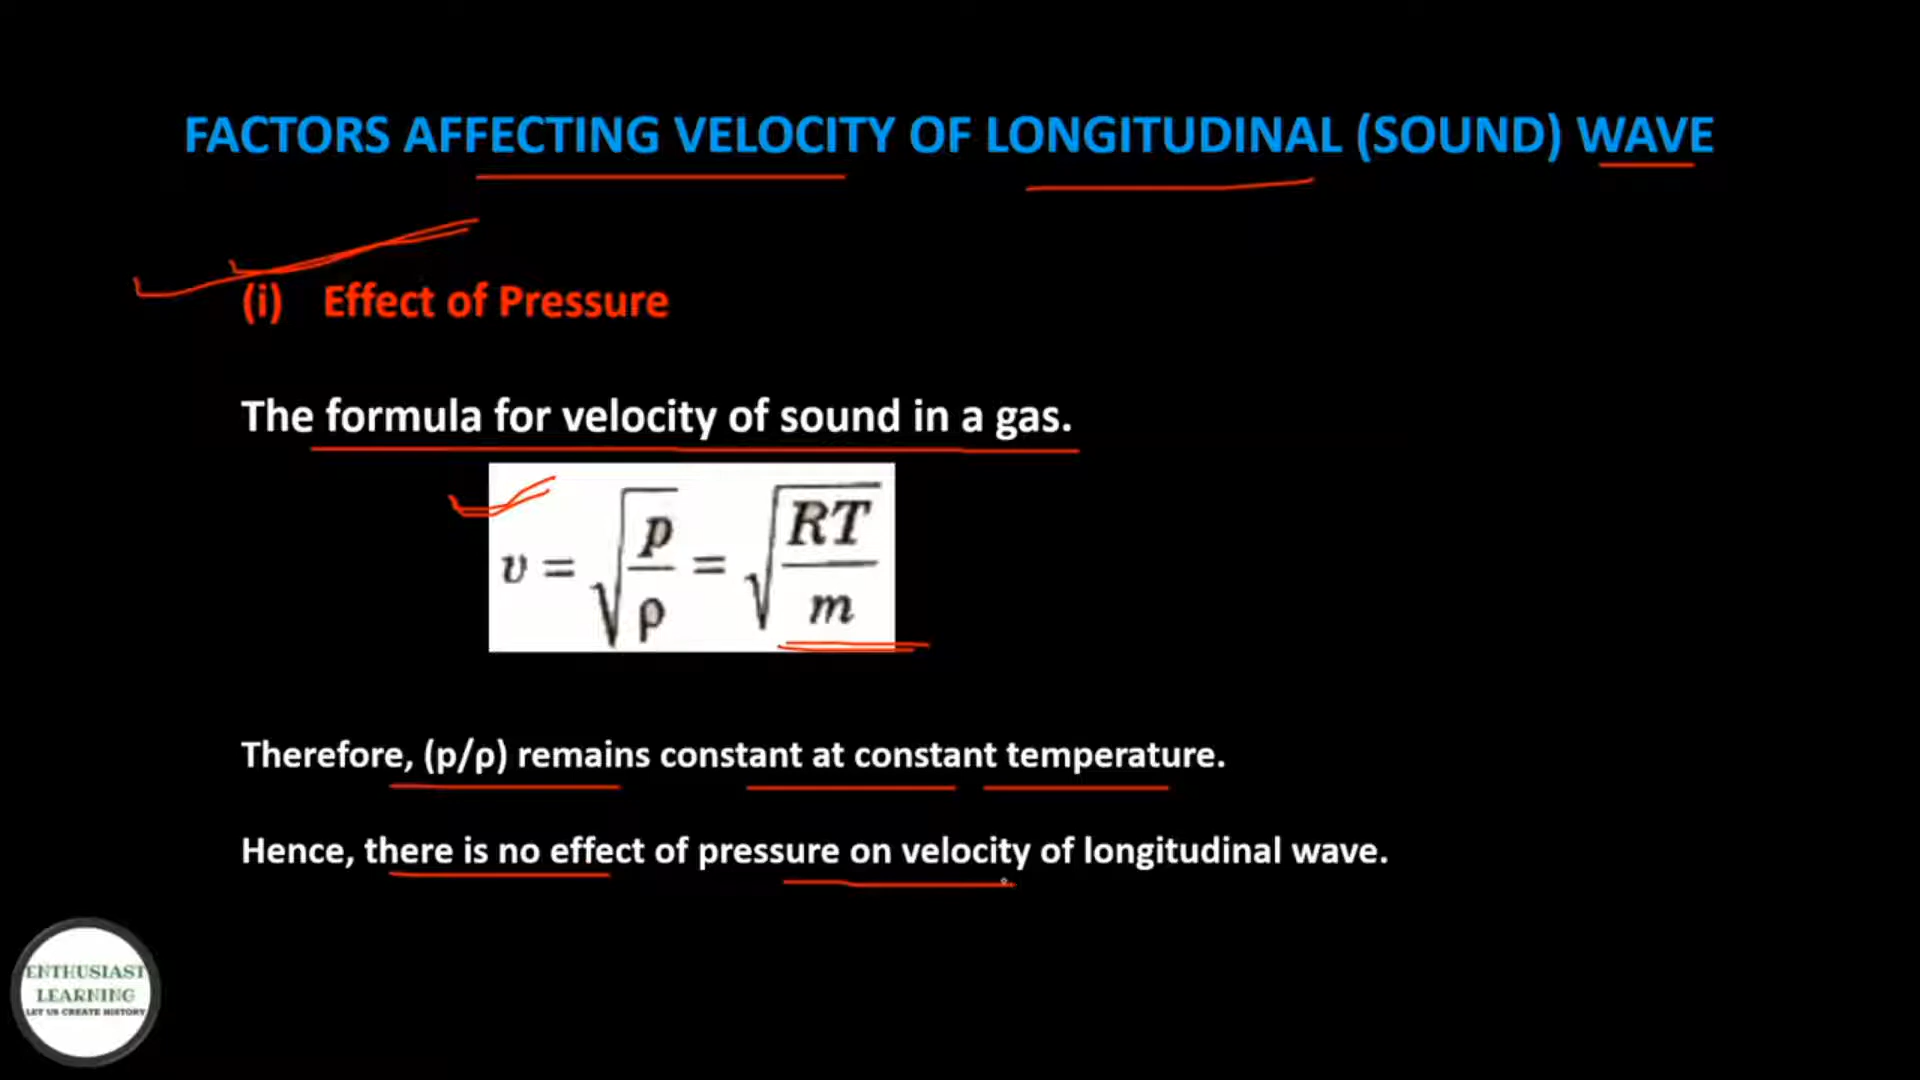 FACTORS AFFECTING VELOCITY OF LONGITUDINAL (SOUND) WAVE
(i) Effect of Pressure
The formula for velocity of sound in a gas.
v = √(p/ρ) = √(RT/m)
Therefore, (p/ρ) remains constant at constant temperature.
Hence, there is no effect of pressure on velocity of longitudinal wave.
ENTHUSIAST
LEARNING
LET US CREATE HISTORY